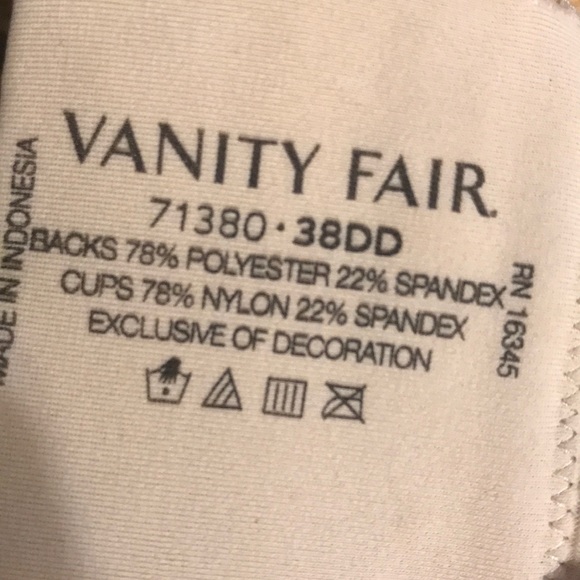 VANITY FAIR.
71380·38DD
BACKS 78% POLYESTER 22% SPANDEX
CUPS 78% NYLON 22% SPANDEX
EXCLUSIVE OF DECORATION
MADE IN INDONESIA
RN 16345